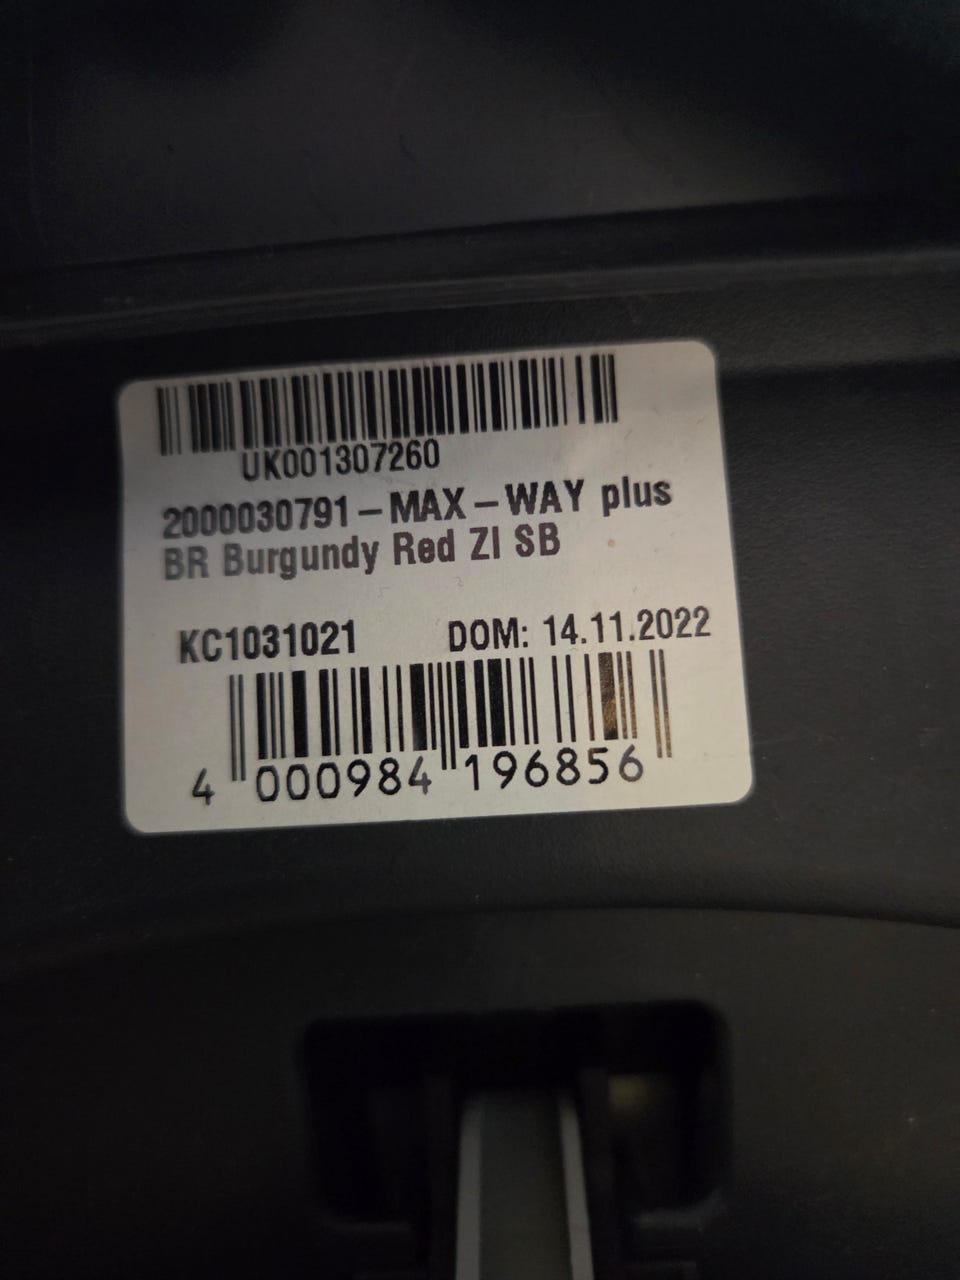 UK001307260
2000030791-MAX-WAY plus
BR Burgundy Red ZI SB
KC1031021 DOM: 14.11.2022
4 000984 196856